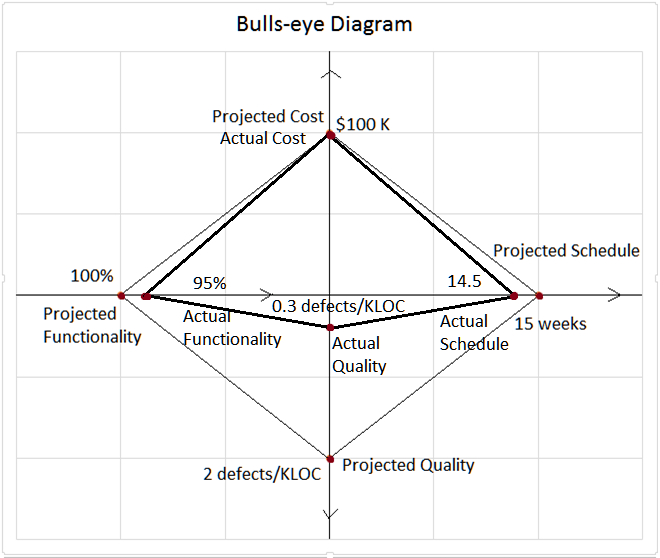 Bulls-eye Diagram
Projected Cost
Actual Cost
$100 K
Projected Schedule
100%
95%
14.5
0.3 defects/KLOC
Projected
Functionality
Actual
Functionality
Actual
Quality
Actual
Schedule
15 weeks
2 defects/KLOC
Projected Quality